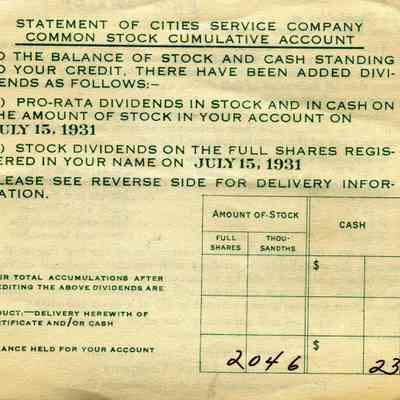 STATEMENT OF CITIES SERVICE COMPANY
COMMON STOCK CUMULATIVE ACCOUNT
O THE BALANCE OF STOCK AND CASH STANDING
O YOUR CREDIT, THERE HAVE BEEN ADDED DIVI-
ENDS AS FOLLOWS:—
) PRO-RATA DIVIDENDS IN STOCK AND IN CASH ON
HE AMOUNT OF STOCK IN YOUR ACCOUNT ON
ULY 15, 1931
) STOCK DIVIDENDS ON THE FULL SHARES REGIS-
ERED IN YOUR NAME ON JULY 15, 1931
LEASE SEE REVERSE SIDE FOR DELIVERY INFOR-
ATION.
AMOUNT OF STOCK CASH
FULL SHARES THOU-SANDTHS
$
ER TOTAL ACCUMULATIONS AFTER
EDITING THE ABOVE DIVIDENDS ARE
DUCT:—DELIVERY HEREWITH OF
RTIFICATE AND/OR CASH
ANCE HELD FOR YOUR ACCOUNT 2 046 $ 23